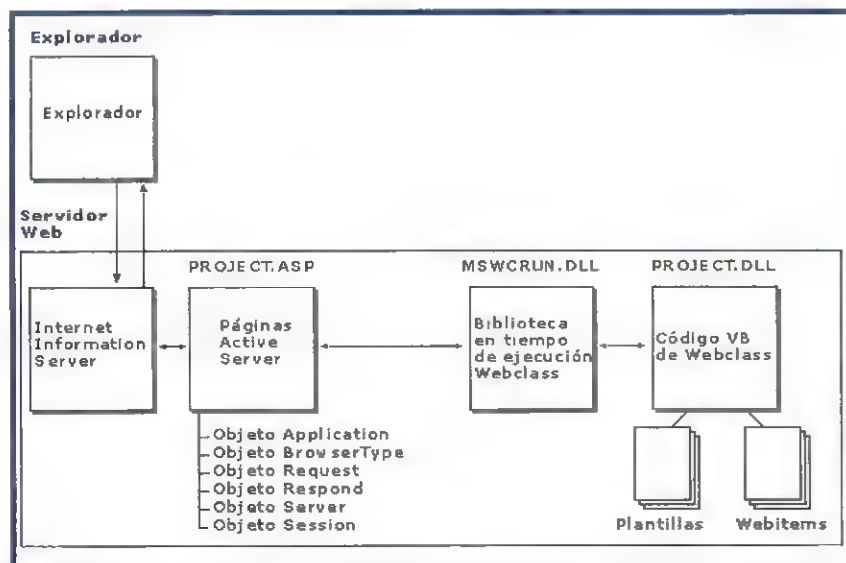 Explorador
Explorador
Servidor
Web
PROJECT.ASP
MSWCRUN.DLL
PROJECT.DLL
Internet
Information
Server
Páginas
Active
Server
Biblioteca
en tiempo
de ejecución
Webclass
Código VB
de Webclass
Objeto Application
Objeto BrowserType
Objeto Request
Objeto Respond
Objeto Server
Objeto Session
Plantillas
Webitems